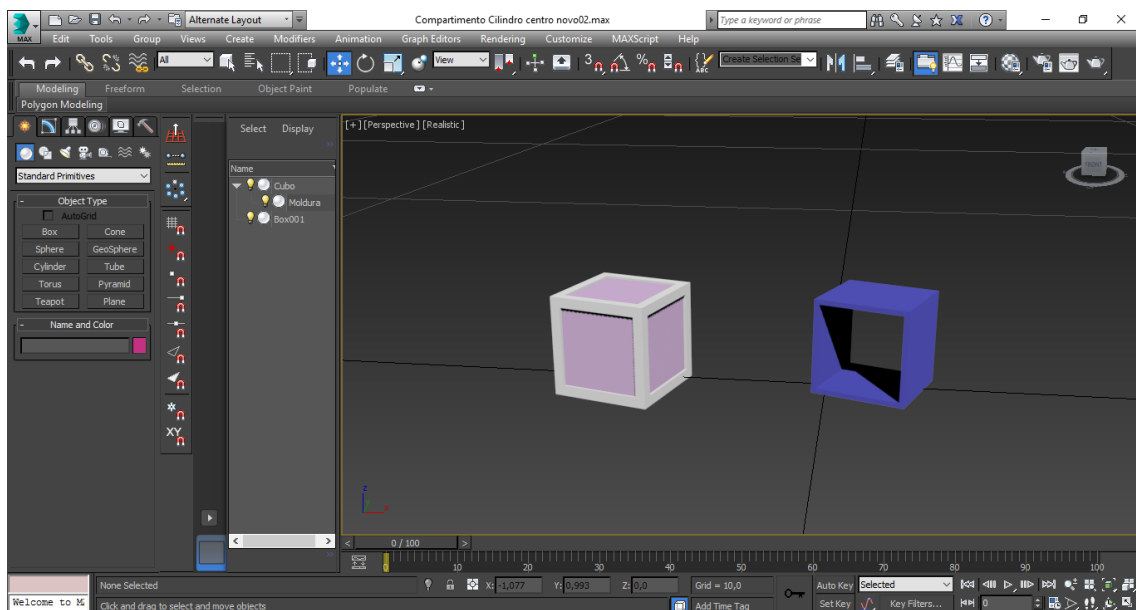 Alternate Layout
Compartimento Cilindro centro novo02.max
Type a keyword or phrase
MAX
Edit Tools Group Views Create Modifiers Animation Graph Editors Rendering Customize MAXScript Help
All
View
Create Selection Se
Modeling Freeform Selection Object Paint Populate
Polygon Modeling
Select Display
[+] [Perspective ] [Realistic ]
Standard Primitives
Name
Cubo
Moldura
Box001
- Object Type
AutoGrid
Box Cone
Sphere GeoSphere
Cylinder Tube
Torus Pyramid
Teapot Plane
- Name and Color
XY
FRONT
z
x
< 0 / 100 >
0 10 20 30 40 50 60 70 80 90 100
None Selected
X: -1,077 Y: 0,993 Z: 0,0
Grid = 10,0
Auto Key Selected
Welcome to M
Click and drag to select and move objects
Add Time Tag
Set Key Key Filters...
0